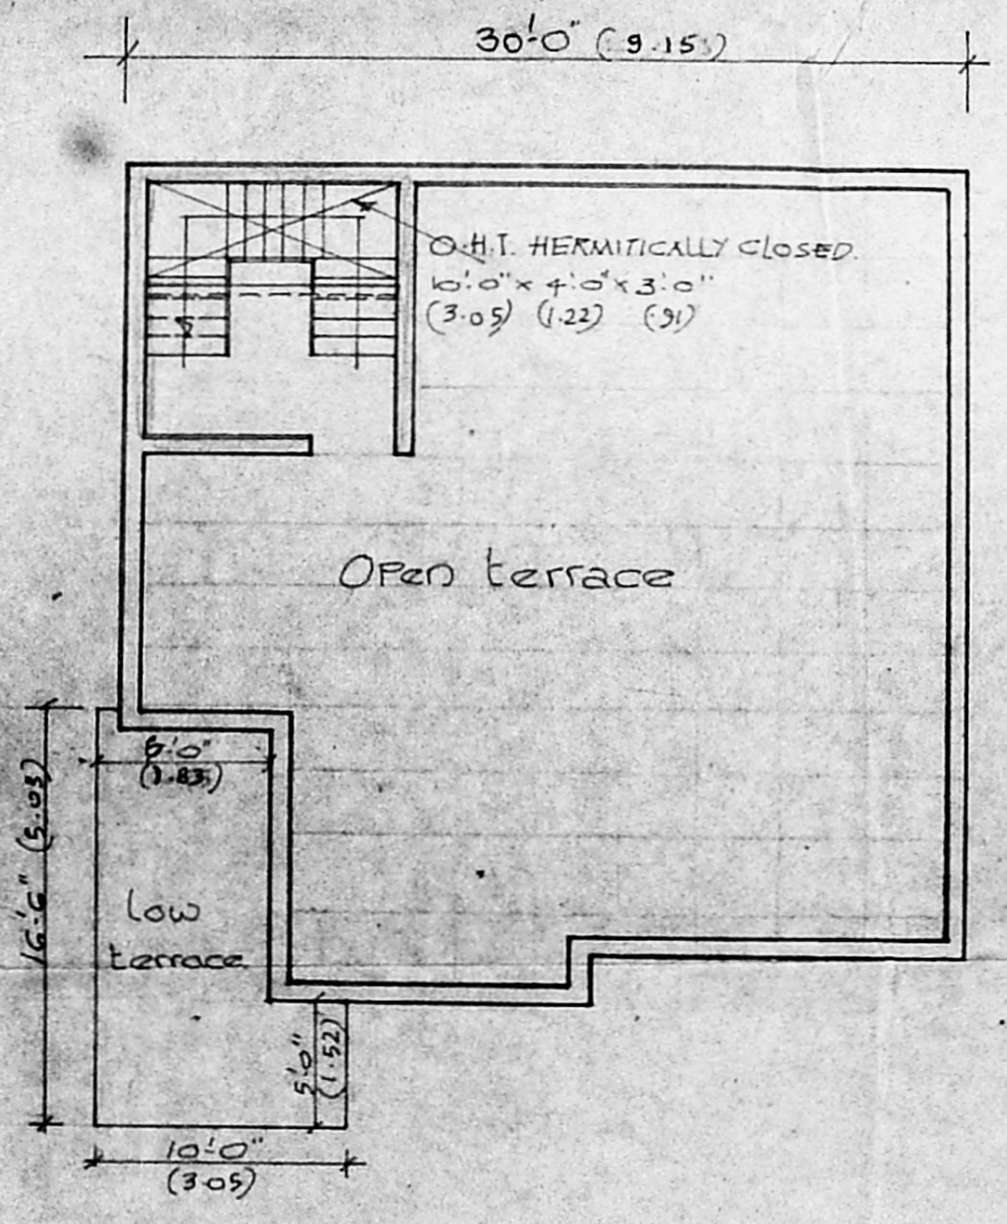 30'-0" (9.15)
O.H.T. HERMITICALLY CLOSED.
10'-0" x 4'-0" x 3'-0"
(3.05) (1.22) (.91)
Open terrace
6'-0"
(1.83)
16'-6" (5.03)
low
terrace
5'-0"
(1.52)
10'-0"
(3.05)